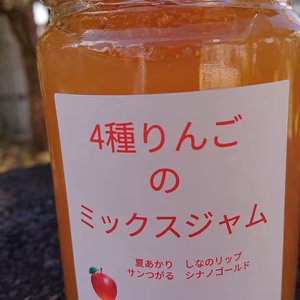 4種りんご
の
ミックスジャム
夏あかり　しなのリップ
サンつがる　シナノゴールド